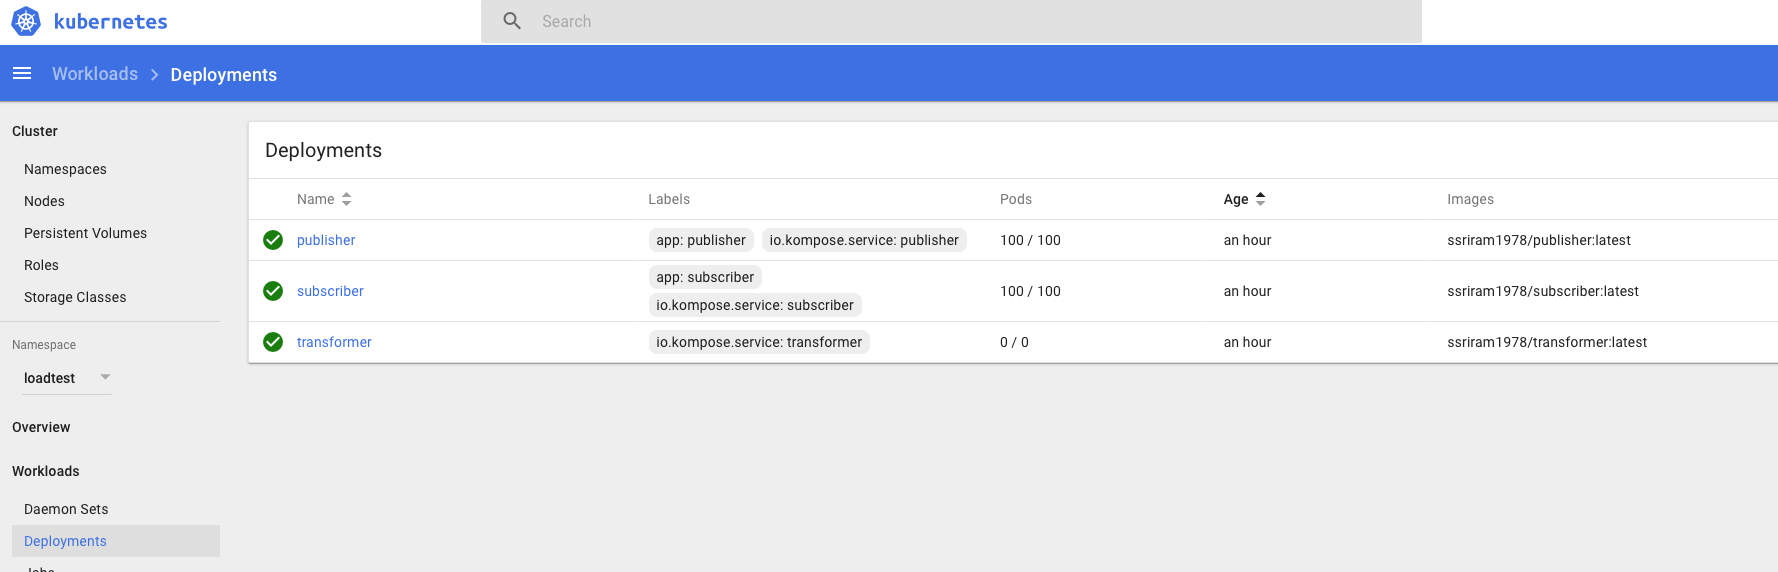 kubernetes
Search
Workloads > Deployments
Cluster
Namespaces
Nodes
Persistent Volumes
Roles
Storage Classes
Namespace
loadtest
Overview
Workloads
Daemon Sets
Deployments
Jobs
Deployments
Name Labels Pods Age Images
publisher app: publisher io.kompose.service: publisher 100 / 100 an hour ssriram1978/publisher:latest
app: subscriber
subscriber 100 / 100 an hour ssriram1978/subscriber:latest
io.kompose.service: subscriber
transformer io.kompose.service: transformer 0 / 0 an hour ssriram1978/transformer:latest